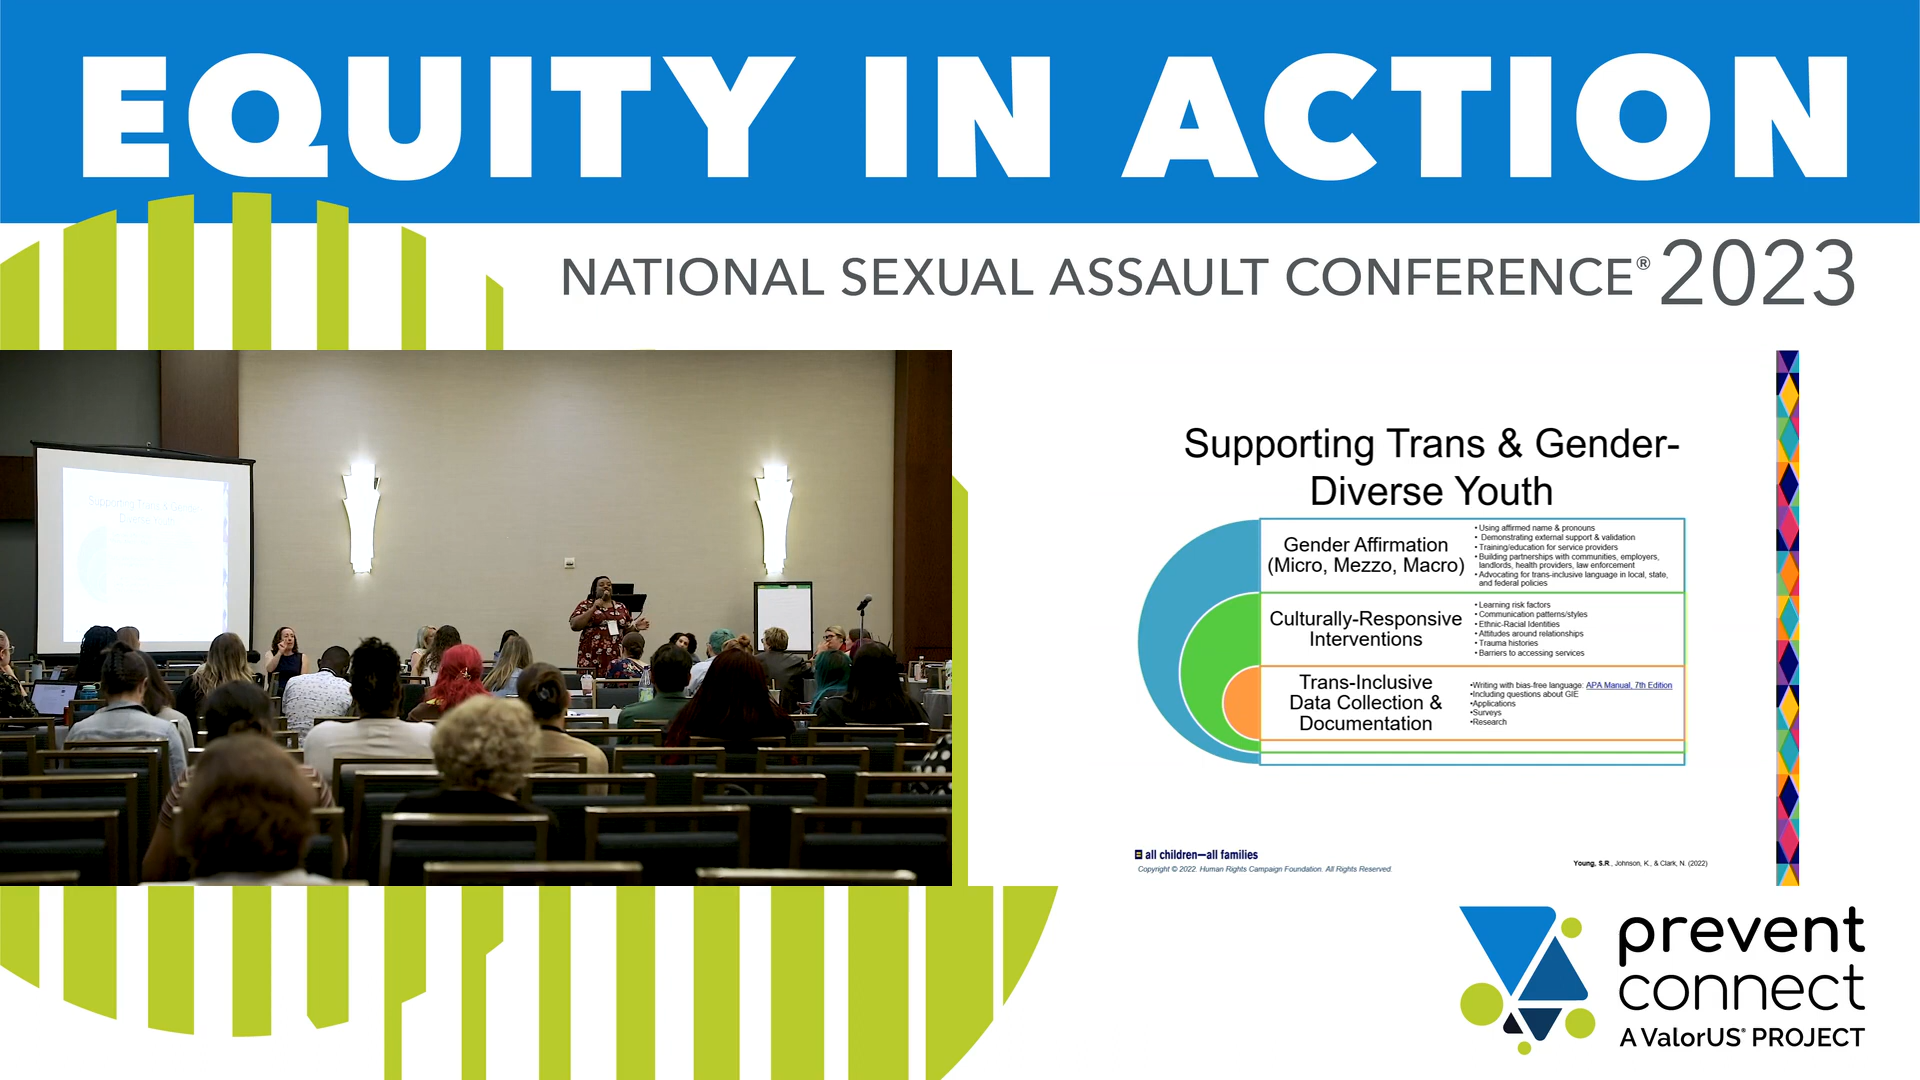 EQUITY IN ACTION
NATIONAL SEXUAL ASSAULT CONFERENCE® 2023
Supporting Trans & Gender-
Diverse Youth
Supporting Trans & Gender-
Diverse Youth
Gender Affirmation
(Micro, Mezzo, Macro)
•Using affirmed name & pronouns
• Demonstrating external support & validation
•Training/education for service providers
•Building partnerships with communities, employers,
landlords, health providers, law enforcement
•Advocating for trans-inclusive language in local, state,
and federal policies
Culturally-Responsive
Interventions
•Learning risk factors
•Communication patterns/styles
•Ethnic-Racial Identities
•Attitudes around relationships
•Trauma histories
•Barriers to accessing services
Trans-Inclusive
Data Collection &
Documentation
•Writing with bias-free language: APA Manual, 7th Edition
•Including questions about GIE
•Applications
•Surveys
•Research
all children—all families
Copyright © 2022. Human Rights Campaign Foundation. All Rights Reserved.
Young, S.R., Johnson, K., & Clark, N. (2022)
prevent
connect
A ValorUS® PROJECT